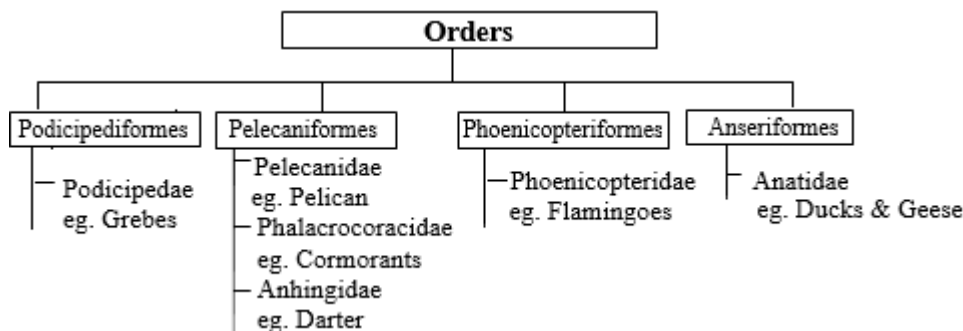 Orders
Podicipediformes
Podicipedae
eg. Grebes
Pelecaniformes
Pelecanidae
eg. Pelican
Phalacrocoracidae
eg. Cormorants
Anhingidae
eg. Darter
Phoenicopteriformes
Phoenicopteridae
eg. Flamingoes
Anseriformes
Anatidae
eg. Ducks & Geese